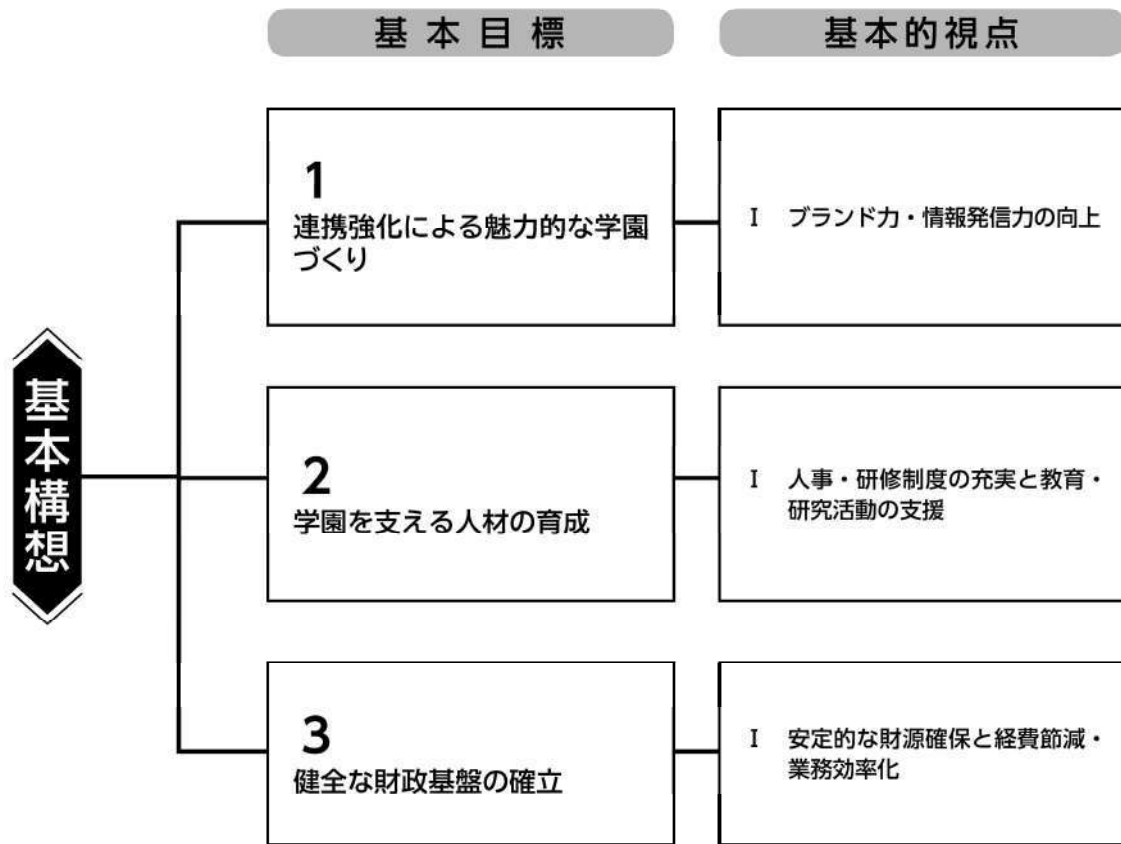 基本目標
基本的視点
基本構想
1
連携強化による魅力的な学園
づくり
Ⅰ ブランド力・情報発信力の向上
2
学園を支える人材の育成
Ⅰ 人事・研修制度の充実と教育・
研究活動の支援
3
健全な財政基盤の確立
Ⅰ 安定的な財源確保と経費節減・
業務効率化